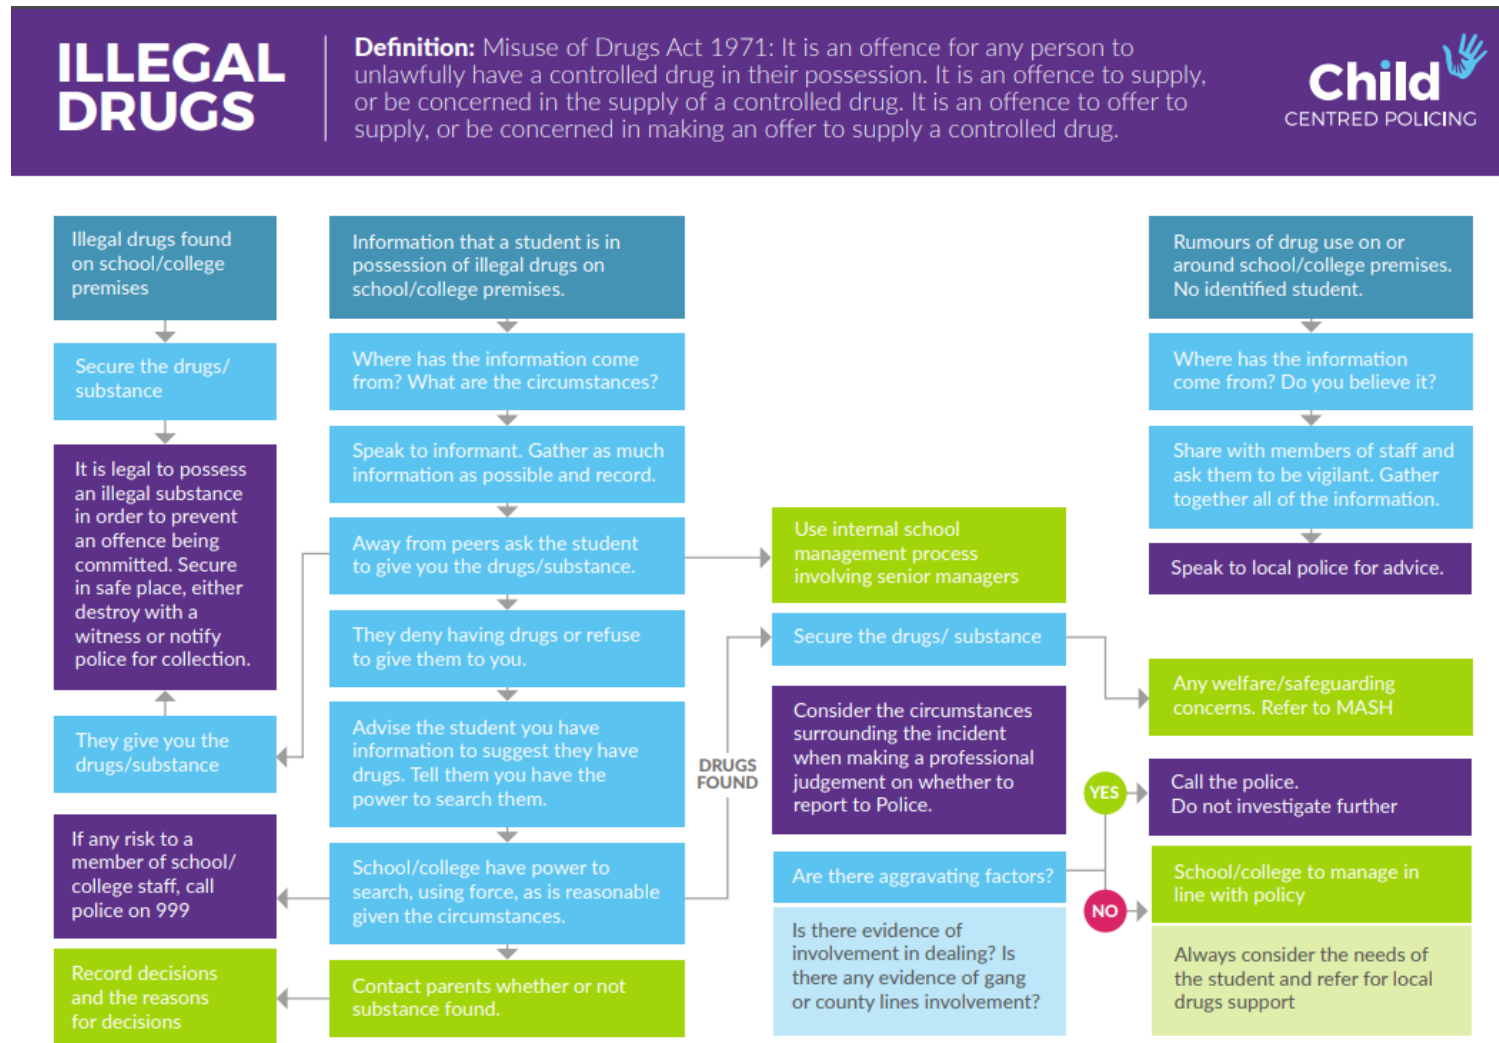 ILLEGAL
DRUGS
Definition: Misuse of Drugs Act 1971: It is an offence for any person to
unlawfully have a controlled drug in their possession. It is an offence to supply,
or be concerned in the supply of a controlled drug. It is an offence to offer to
supply, or be concerned in making an offer to supply a controlled drug.
Child
CENTRED POLICING
Illegal drugs found
on school/college
premises
Secure the drugs/
substance
It is legal to possess
an illegal substance
in order to prevent
an offence being
committed. Secure
in safe place, either
destroy with a
witness or notify
police for collection.
They give you the
drugs/substance
If any risk to a
member of school/
college staff, call
police on 999
Record decisions
and the reasons
for decisions
Information that a student is in
possession of illegal drugs on
school/college premises.
Where has the information come
from? What are the circumstances?
Speak to informant. Gather as much
information as possible and record.
Away from peers ask the student
to give you the drugs/substance.
They deny having drugs or refuse
to give them to you.
Advise the student you have
information to suggest they have
drugs. Tell them you have the
power to search them.
School/college have power to
search, using force, as is reasonable
given the circumstances.
Contact parents whether or not
substance found.
DRUGS
FOUND
Use internal school
management process
involving senior managers
Secure the drugs/ substance
Consider the circumstances
surrounding the incident
when making a professional
judgement on whether to
report to Police.
Are there aggravating factors?
Is there evidence of
involvement in dealing? Is
there any evidence of gang
or county lines involvement?
YES
NO
Rumours of drug use on or
around school/college premises.
No identified student.
Where has the information
come from? Do you believe it?
Share with members of staff and
ask them to be vigilant. Gather
together all of the information.
Speak to local police for advice.
Any welfare/safeguarding
concerns. Refer to MASH
Call the police.
Do not investigate further
School/college to manage in
line with policy
Always consider the needs of
the student and refer for local
drugs support